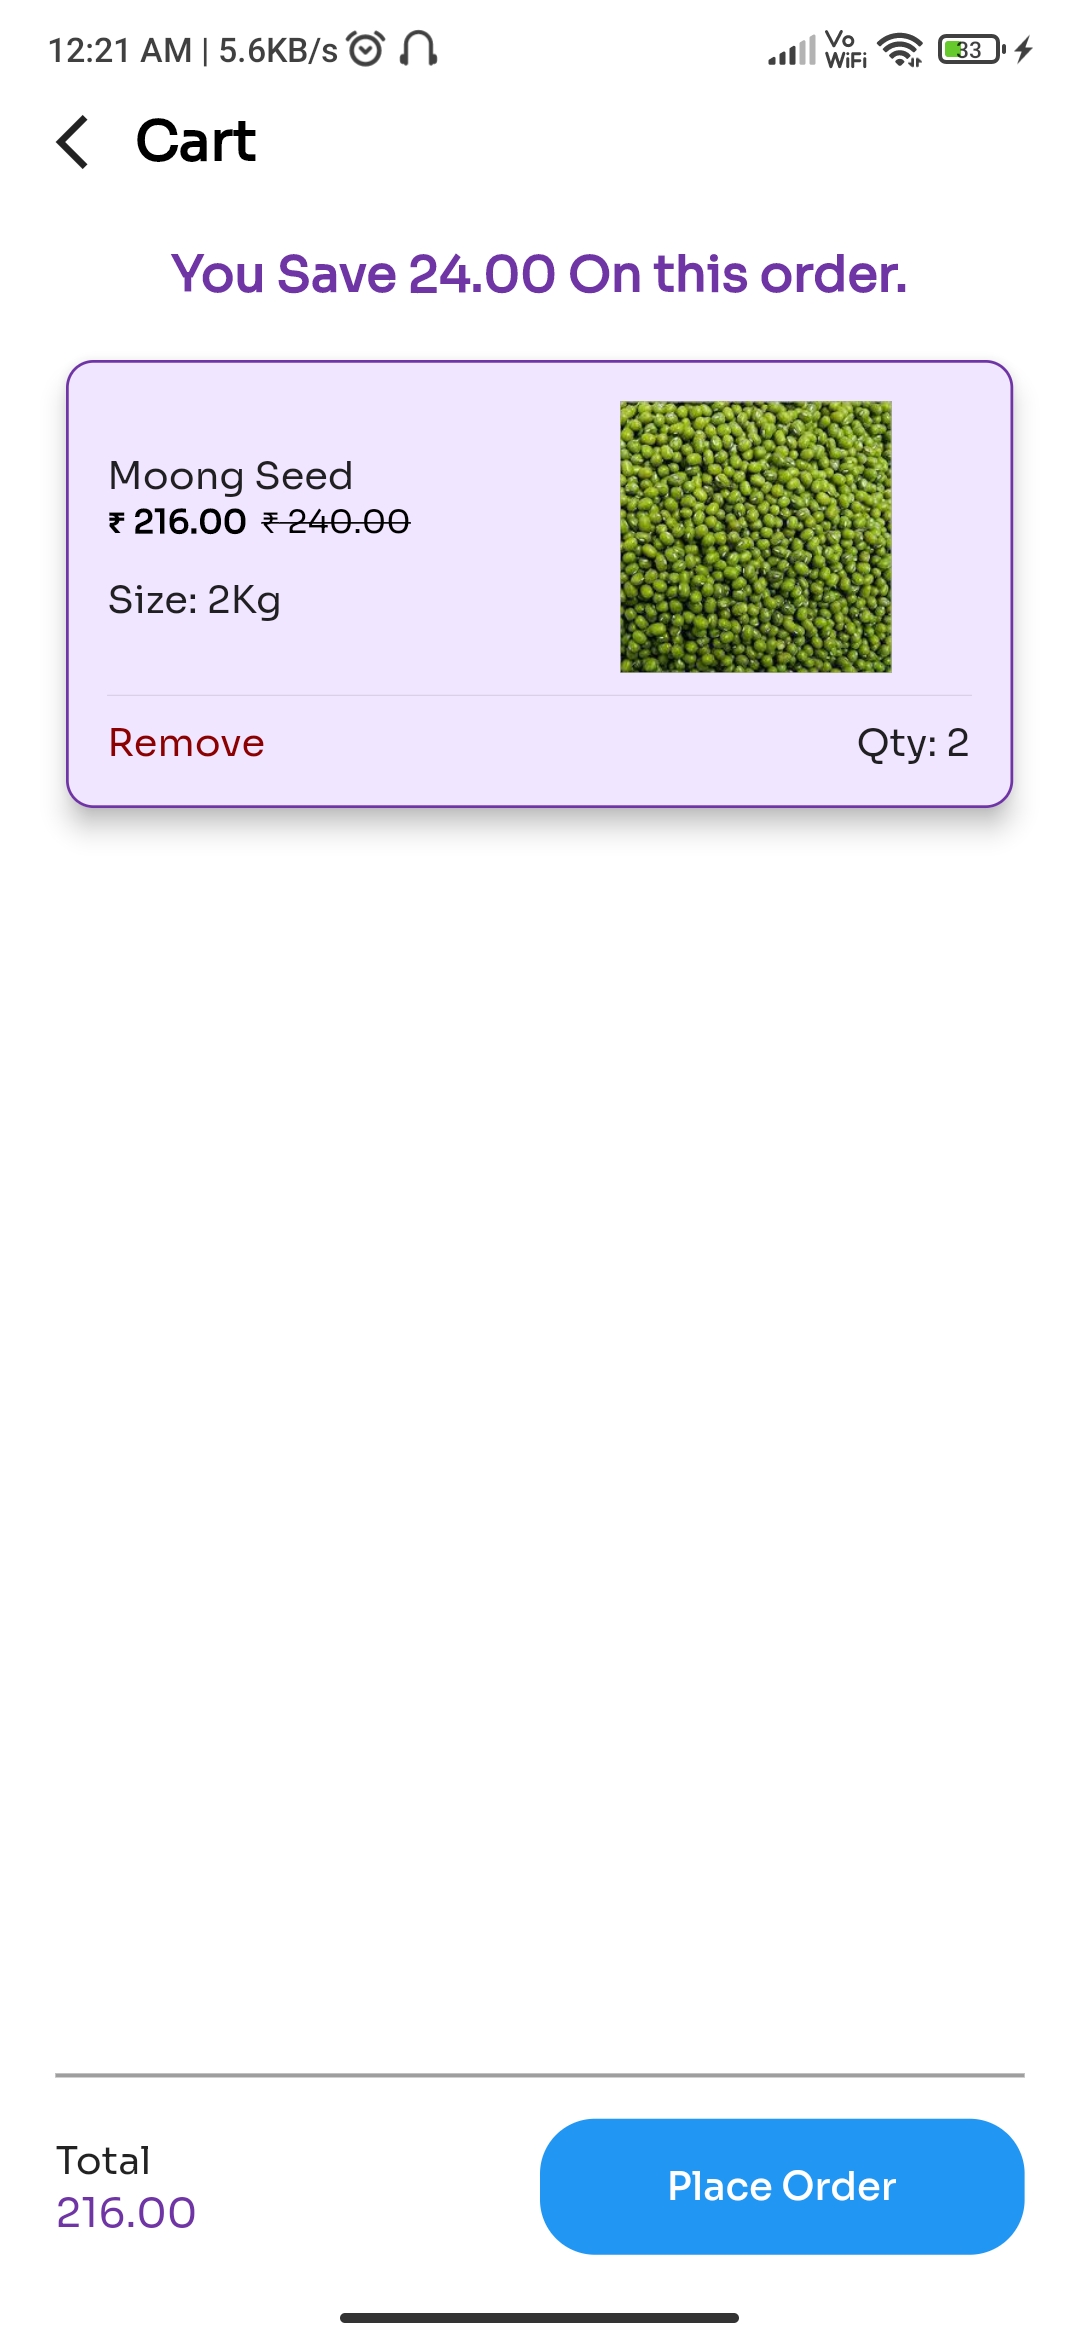 12:21 AM | 5.6KB/s Vo WiFi 33
Cart
You Save 24.00 On this order.
Moong Seed
₹ 216.00 ₹ 240.00
Size: 2Kg
Remove Qty: 2
Total
216.00
Place Order